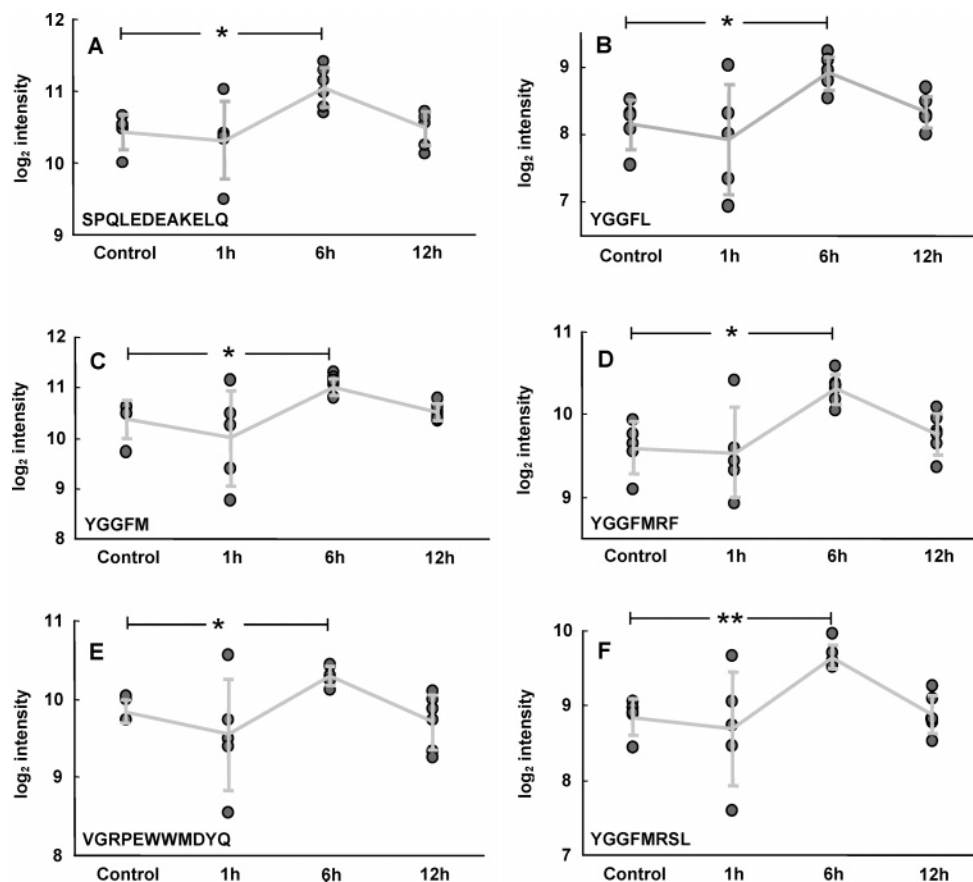 A
*
12
11
10
9
log₂ intensity
SPQLEDEAKELQ
Control 1h 6h 12h
B
*
9
8
7
log₂ intensity
YGGFL
Control 1h 6h 12h
C
*
12
11
10
9
8
log₂ intensity
YGGFM
Control 1h 6h 12h
D
*
11
10
9
log₂ intensity
YGGFMRF
Control 1h 6h 12h
E
*
11
10
9
8
log₂ intensity
VGRPEWWMDYQ
Control 1h 6h 12h
F
**
10
9
8
7
log₂ intensity
YGGFMRSL
Control 1h 6h 12h